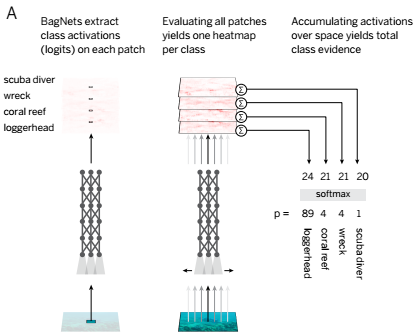 A
BagNets extract
class activations
(logits) on each patch
Evaluating all patches
yields one heatmap
per class
Accumulating activations
over space yields total
class evidence
scuba diver
wreck
coral reef
loggerhead
Σ
Σ
Σ
Σ
24 21 21 20
softmax
p = 89 4 4 1
loggerhead
coral reef
wreck
scuba diver